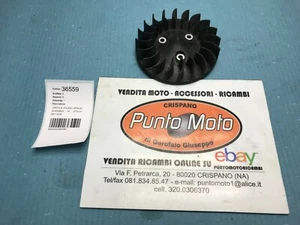 36559
VENDITA MOTO - ACCESSORI - RICAMBI
CRISPANO
Punto Moto
di Garofalo Giuseppe
VENDITA RICAMBI ONLINE SU
ebay
PUNTOMOTORICAMBI
Via F. Petrarca, 20 - 80020 CRISPANO (NA)
Tel/fax 081.834.85.47 - e-mail: puntomoto1@alice.it
cell. 320.0306370